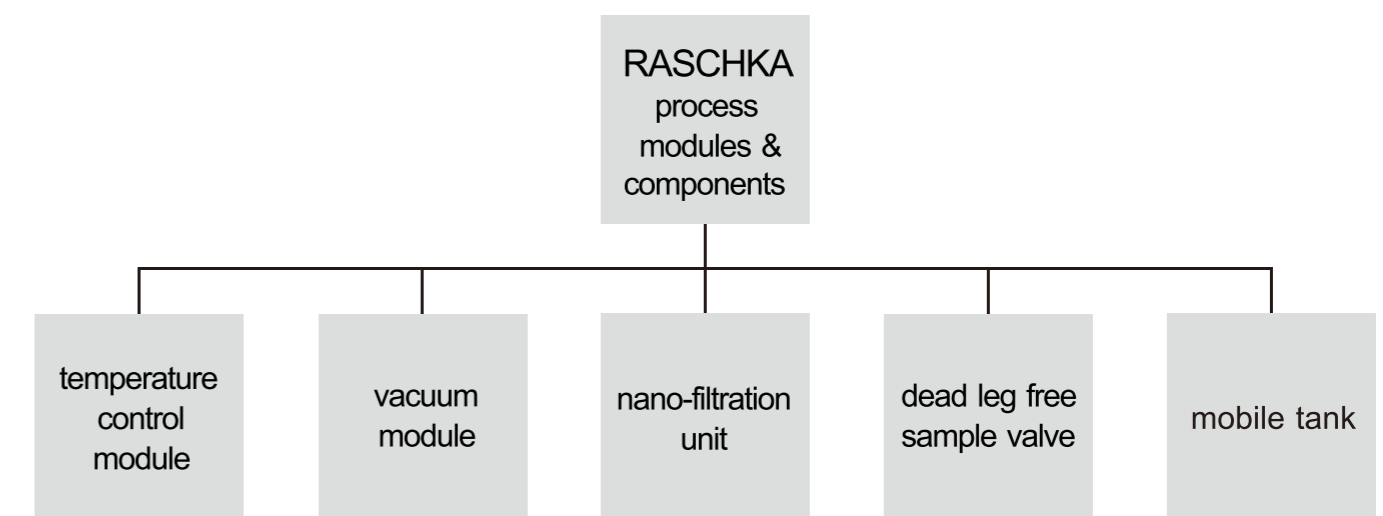 RASCHKA
process
modules &
components
temperature
control
module
vacuum
module
nano-filtration
unit
dead leg free
sample valve
mobile tank